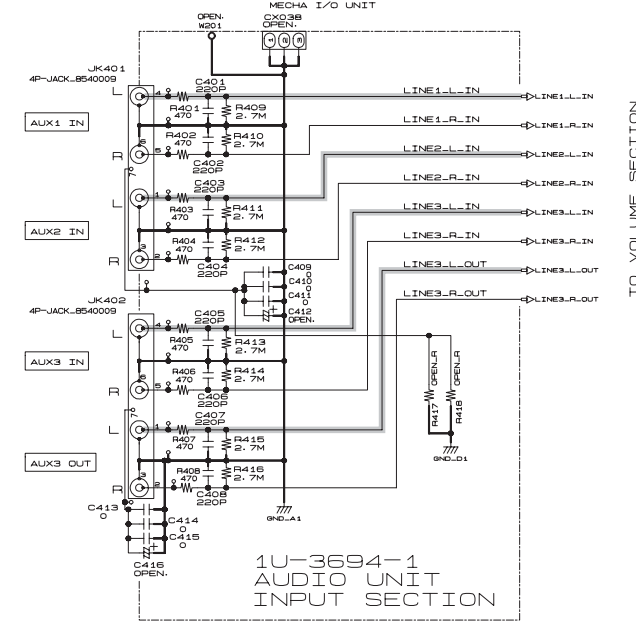 MECHA I/O UNIT
OPEN.
W201
CX03B
OPEN.
1
2
3
JK401
4P-JACK_8540009
L
4
R401
470
C401
220P
R409
2.7M
LINE1_L_IN
LINE1_L_IN
AUX1 IN
6
R402
470
R410
2.7M
LINE1_R_IN
LINE1_R_IN
R
5
C402
220P
LINE2_L_IN
LINE2_L_IN
7
C403
220P
1
L
R403
470
R411
2.7M
LINE2_R_IN
LINE2_R_IN
AUX2 IN
LINE3_L_IN
LINE3_L_IN
3
R404
470
R412
2.7M
LINE3_R_IN
LINE3_R_IN
R
2
C404
220P
C409
0
C410
0
C411
0
C412
OPEN.
+
LINE3_L_OUT
LINE3_L_OUT
LINE3_R_OUT
LINE3_R_OUT
TO VOLUME SECTION
JK402
4P-JACK_8540009
L
4
C405
220P
R405
470
R413
2.7M
AUX3 IN
6
R406
470
R414
2.7M
R
5
C406
220P
7
C407
220P
L
1
R407
470
R415
2.7M
AUX3 OUT
3
R408
470
R416
2.7M
R
2
C408
220P
OPEN_R
R417
OPEN_R
R418
GND_D1
GND_A1
C413
0
C414
0
C415
0
+
C416
OPEN.
1U-3694-1
AUDIO UNIT
INPUT SECTION